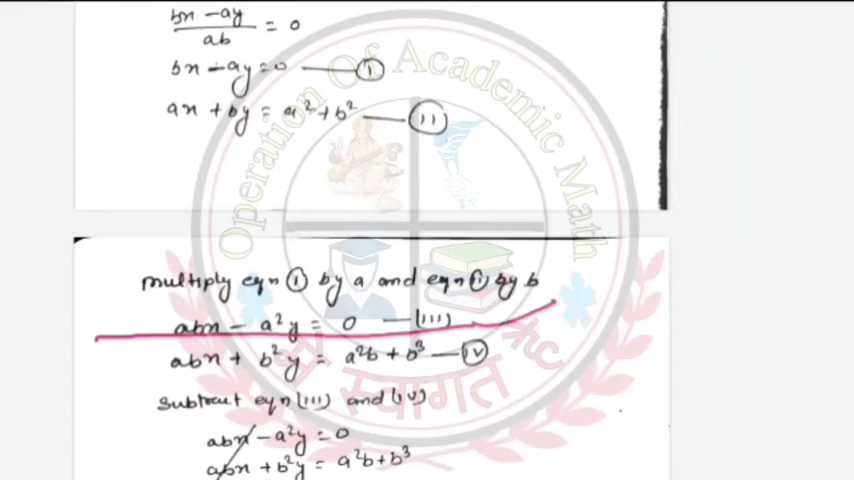 bx - ay
ab = 0
bx - ay = 0 — (i)
ax + by = a² + b² — (ii)
Operation Of Academic Math
multiply eqn (i) by a and eqn (ii) by b
abx - a²y = 0 — (iii)
abx + b²y = a²b + b³ — (iv)
Subtract eqn (iii) and (iv)
abx - a²y = 0
abx + b²y = a²b + b³
स्वागत